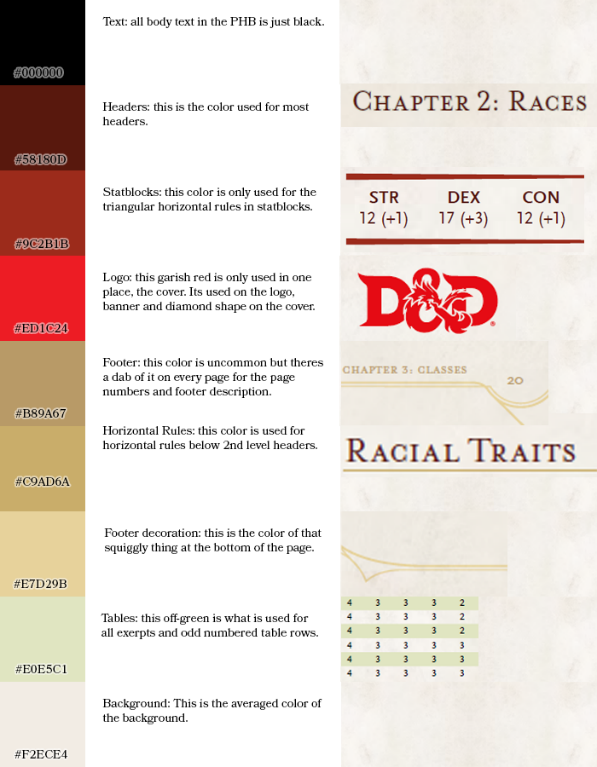 Text: all body text in the PHB is just black.
#000000
Headers: this is the color used for most
headers.
CHAPTER 2: RACES
#58180D
Statblocks: this color is only used for the
triangular horizontal rules in statblocks.
STR DEX CON
12 (+1) 17 (+3) 12 (+1)
#9C2B1B
Logo: this garish red is only used in one
place, the cover. Its used on the logo,
banner and diamond shape on the cover.
D&D®
#ED1C24
Footer: this color is uncommon but theres
a dab of it on every page for the page
numbers and footer description.
CHAPTER 3: CLASSES
20
#B89A67
Horizontal Rules: this color is used for
horizontal rules below 2nd level headers.
RACIAL TRAITS
#C9AD6A
Footer decoration: this is the color of that
squiggly thing at the bottom of the page.
#E7D29B
Tables: this off-green is what is used for
all exerpts and odd numbered table rows.
4 3 3 3 2
4 3 3 3 2
4 3 3 3 2
4 3 3 3 3
4 3 3 3 3
4 3 3 3 3
#E0E5C1
Background: This is the averaged color of
the background.
#F2ECE4